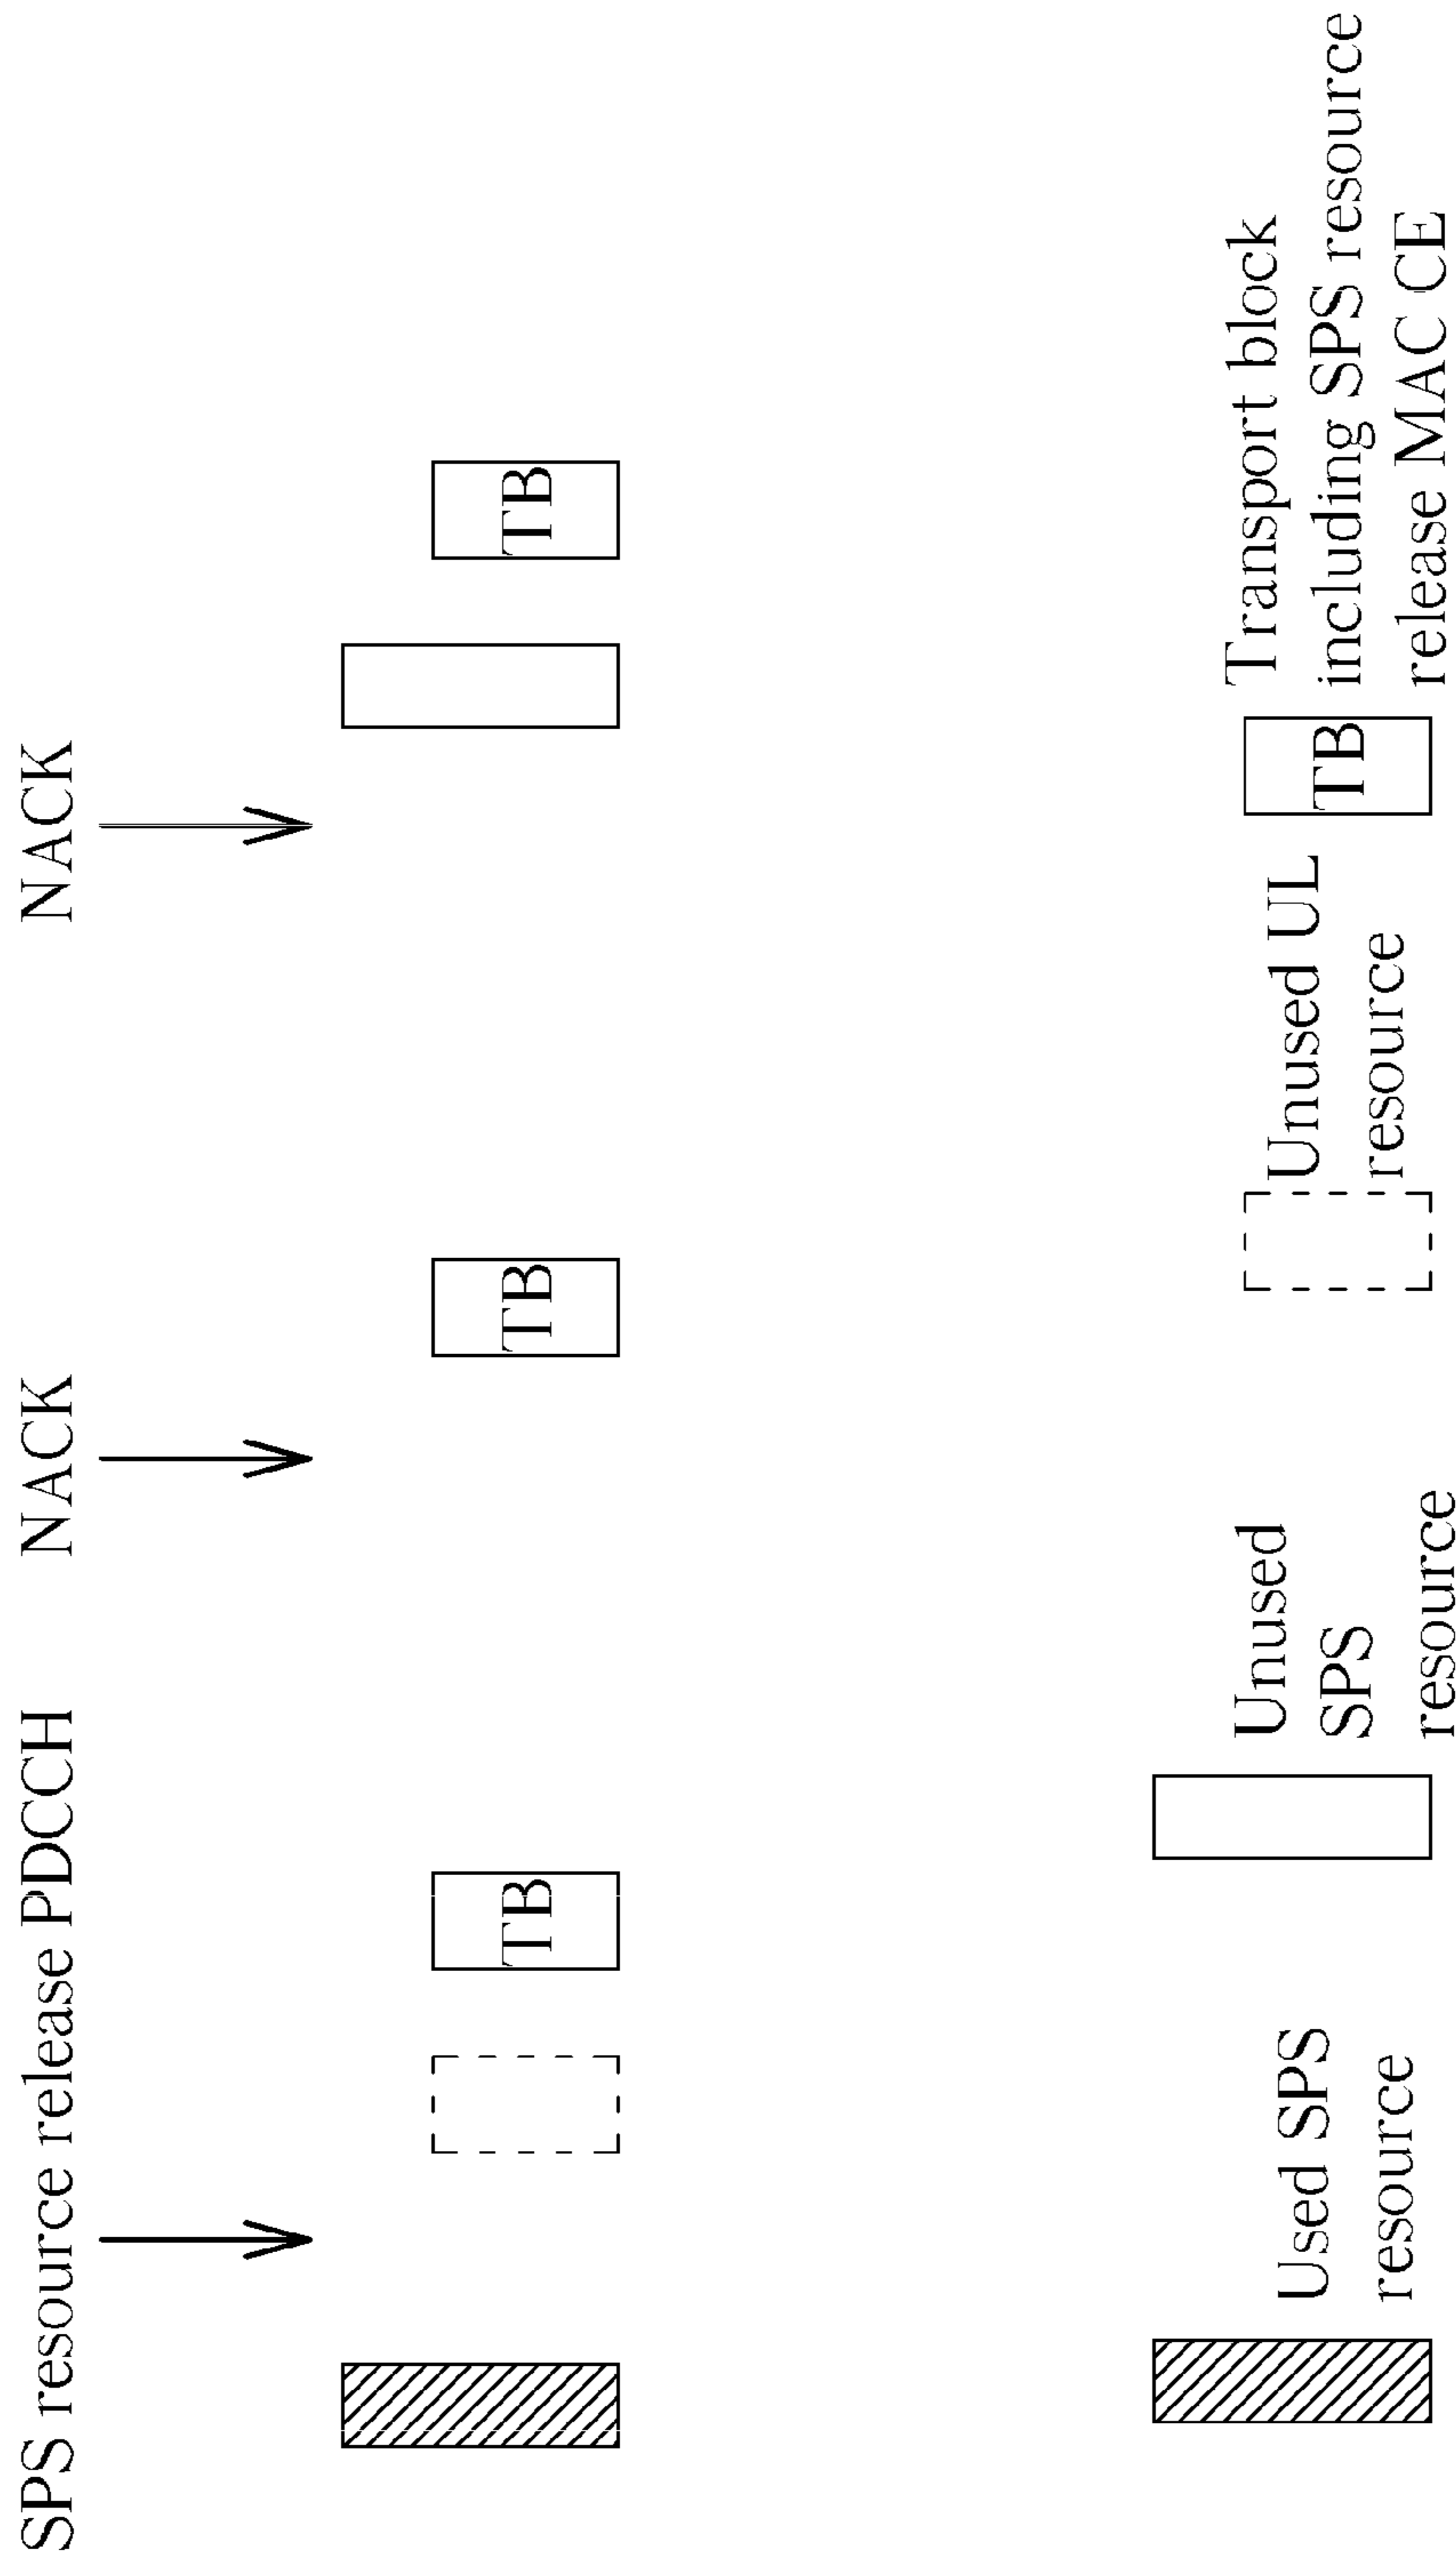 SPS resource release PDCCH
NACK
NACK
TB
TB
TB
Used SPS
resource
Unused
SPS
resource
Unused UL
resource
TB
Transport block
including SPS resource
release MAC CE